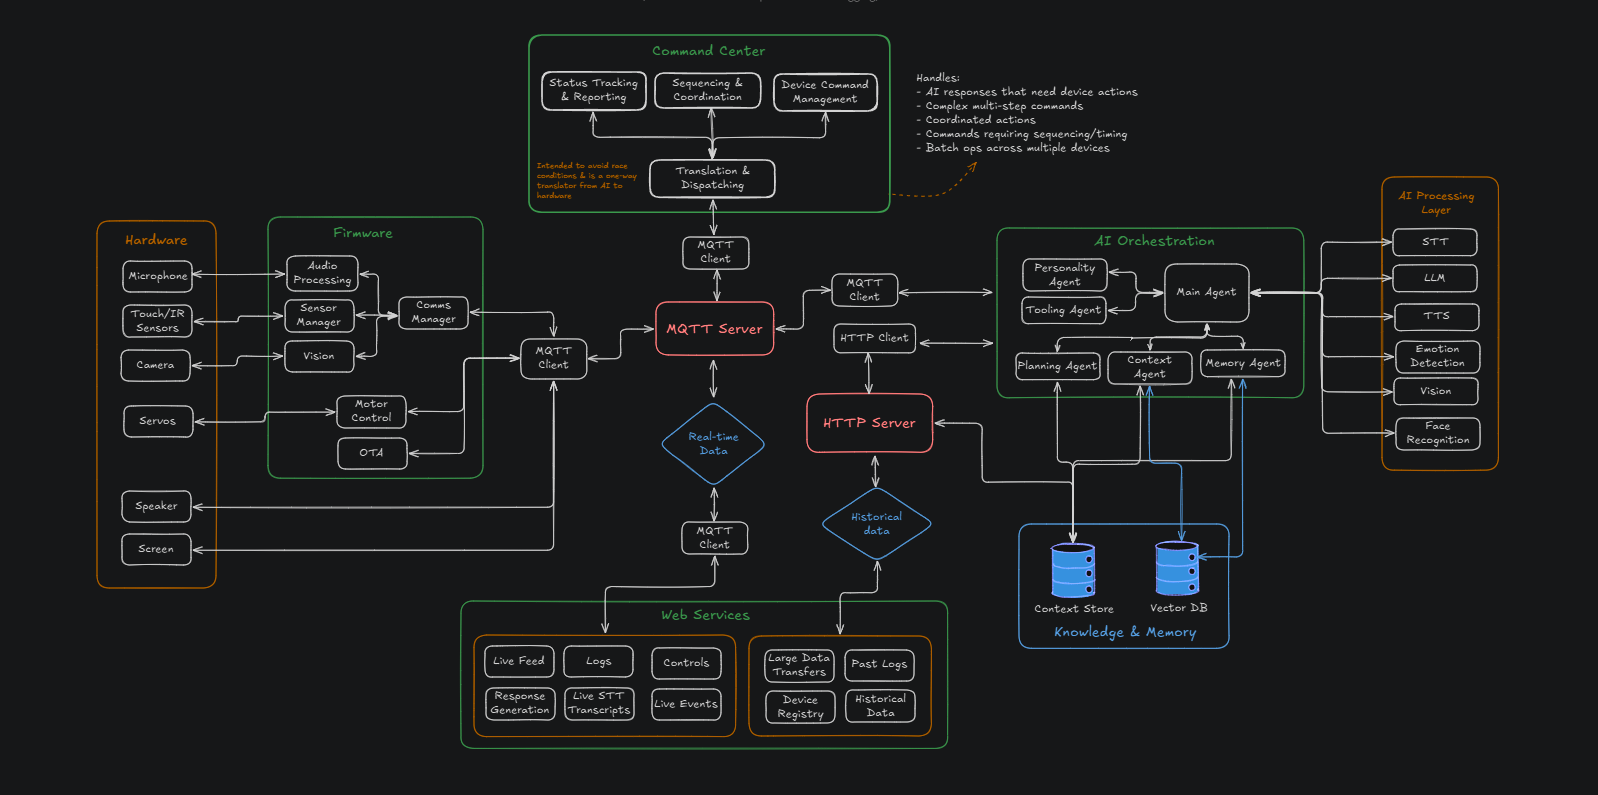 Command Center
Status Tracking
& Reporting
Sequencing &
Coordination
Device Command
Management
Intended to avoid race
conditions & is a one-way
translator from AI to
hardware
Translation &
Dispatching
Handles:
- AI responses that need device actions
- Complex multi-step commands
- Coordinated actions
- Commands requiring sequencing/timing
- Batch ops across multiple devices
MQTT
Client
Hardware
Microphone
Touch/IR
Sensors
Camera
Servos
Speaker
Screen
Firmware
Audio
Processing
Sensor
Manager
Vision
Comms
Manager
Motor
Control
OTA
MQTT
Client
MQTT Server
MQTT
Client
HTTP Client
HTTP Server
Real-time
Data
Historical
data
MQTT
Client
AI Orchestration
Personality
Agent
Tooling Agent
Main Agent
Planning Agent
Context
Agent
Memory Agent
AI Processing
Layer
STT
LLM
TTS
Emotion
Detection
Vision
Face
Recognition
Context Store
Vector DB
Knowledge & Memory
Web Services
Live Feed
Logs
Controls
Response
Generation
Live STT
Transcripts
Live Events
Large Data
Transfers
Past Logs
Device
Registry
Historical
Data